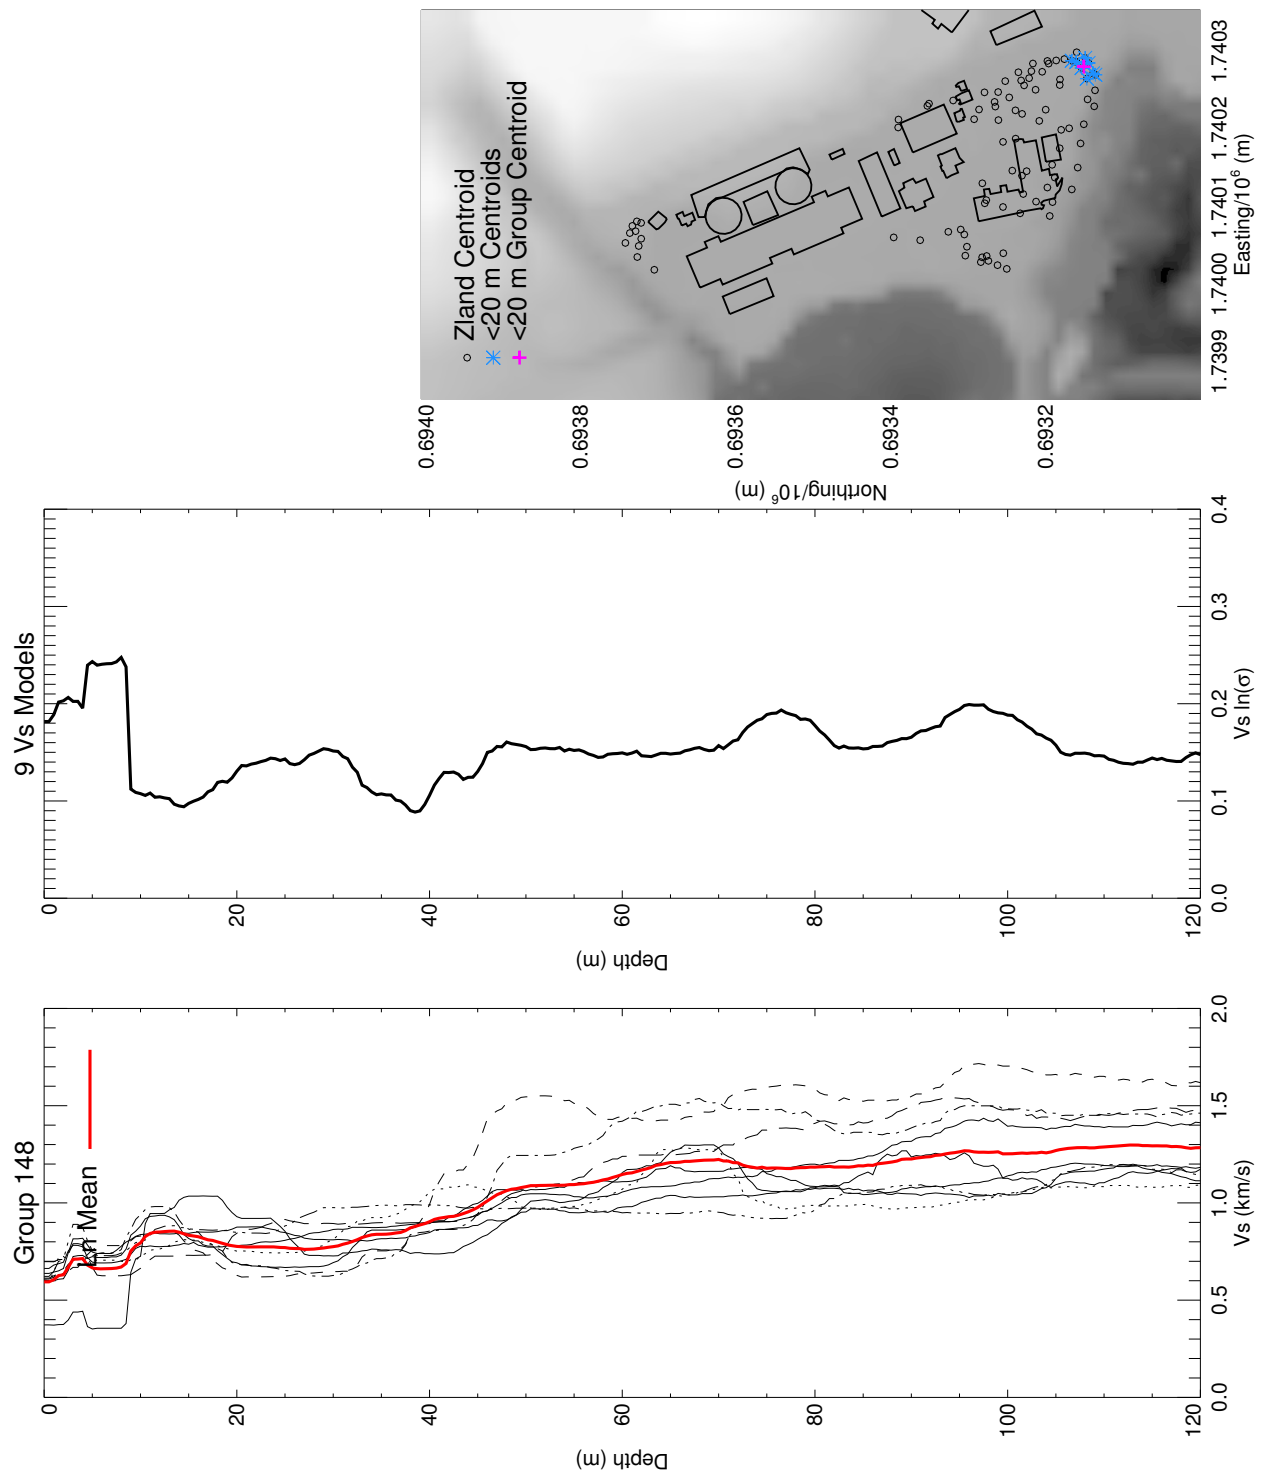 Group 148
Ln Mean
0
20
40
60
80
100
120
Depth (m)
0.0
0.5
1.0
1.5
2.0
Vs (km/s)
9 Vs Models
0
20
40
60
80
100
120
Depth (m)
0.0
0.1
0.2
0.3
0.4
Vs ln(σ)
Zland Centroid
<20 m Centroids
<20 m Group Centroid
0.6940
0.6938
0.6936
0.6934
0.6932
Northing/10⁶ (m)
1.7399
1.7400
1.7401
1.7402
1.7403
Easting/10⁶ (m)